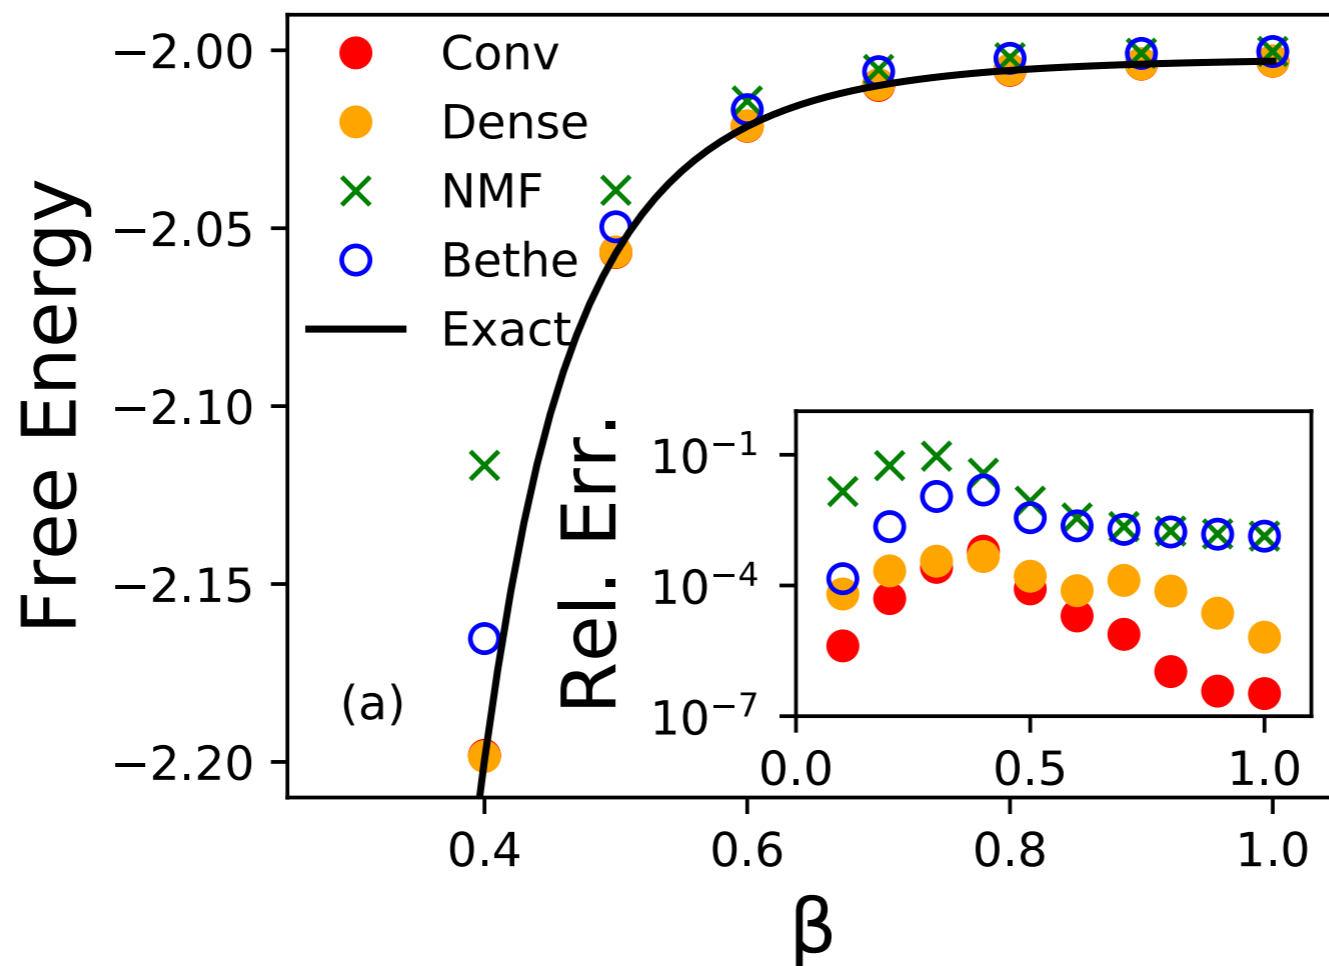 Free Energy
−2.00
−2.05
−2.10
−2.15
−2.20
Conv
Dense
NMF
Bethe
Exact
(a)
Rel. Err.
10−1
10−4
10−7
0.0 0.5 1.0
0.4 0.6 0.8 1.0
β